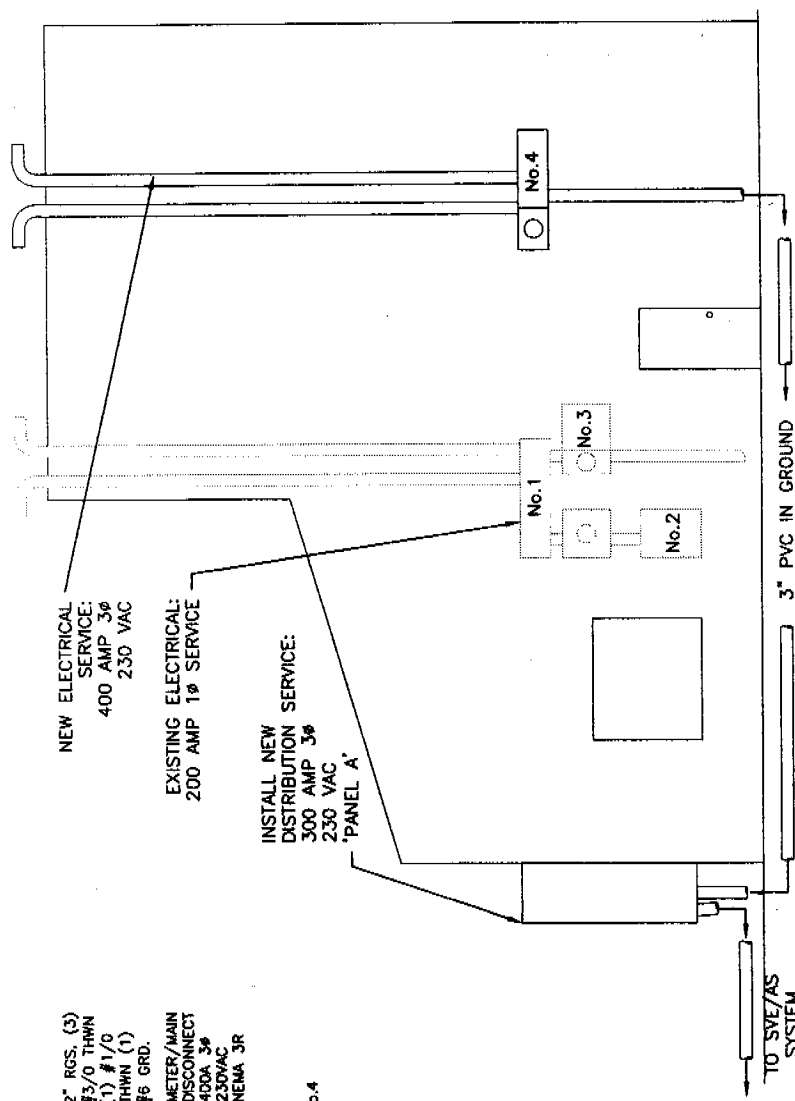 NEW ELECTRICAL
SERVICE:
400 AMP 3ø
230 VAC
EXISTING ELECTRICAL:
200 AMP 1ø SERVICE
INSTALL NEW
DISTRIBUTION SERVICE:
300 AMP 3ø
230 VAC
"PANEL A"
No.4
No.3
No.1
No.2
3" PVC IN GROUND
TO SVE/AS
SYSTEM
2" RGS, (3)
#3/0 THWN
(1) #1/0
THWN (1)
#6 GRD.
METER/MAIN
DISCONNECT
400A 3ø
230VAC
NEMA 3R
o.4